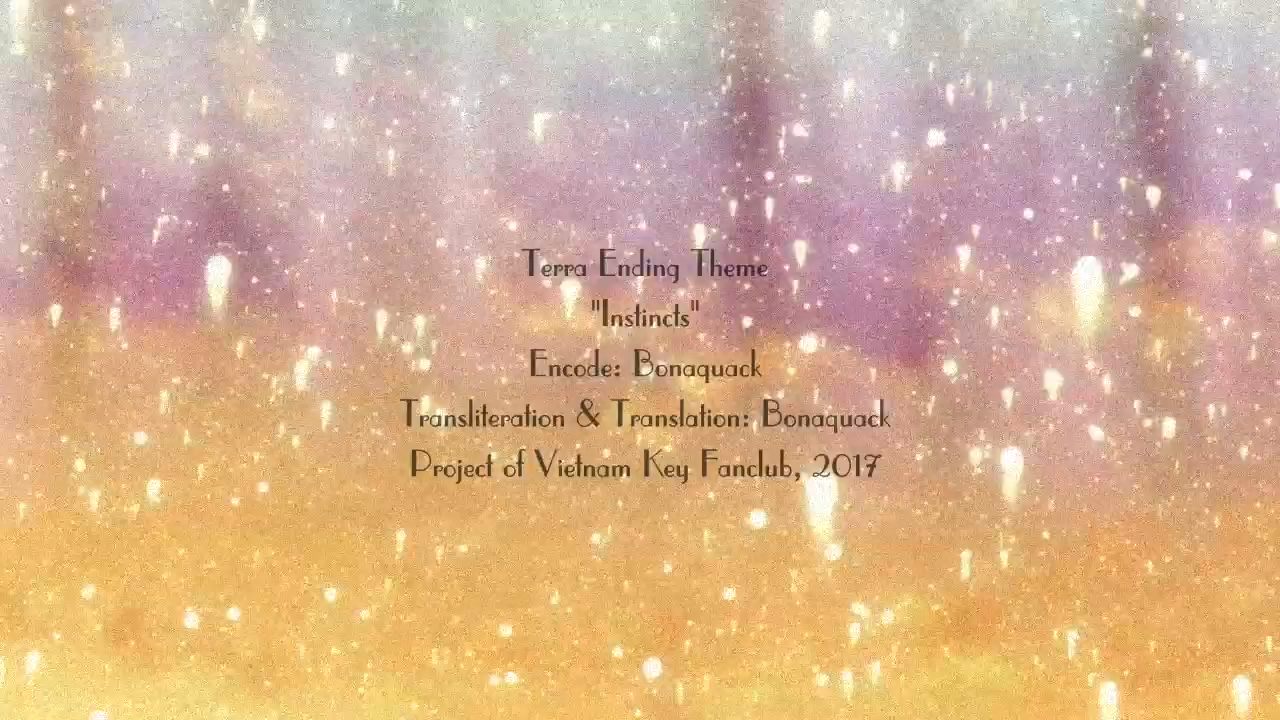 Terra Ending Theme
"Instincts"
Encode: Bonaquack
Transliteration & Translation: Bonaquack
Project of Vietnam Key Fanclub, 2017